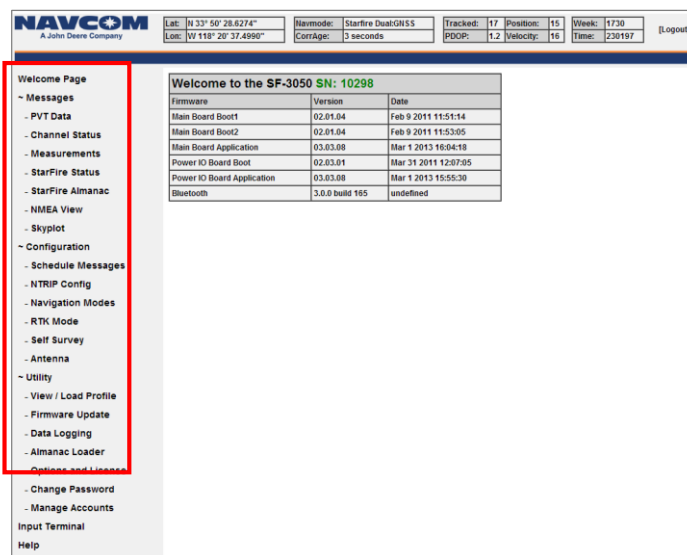 NAVCOM
A John Deere Company
Lat: N 33° 50' 28.6274"
Lon: W 118° 20' 37.4990"
Navmode: Starfire Dual:GNSS
CorrAge: 3 seconds
Tracked: 17 Position: 15
PDOP: 1.2 Velocity: 16
Week: 1730
Time: 230197
[Logout
Welcome Page
~ Messages
- PVT Data
- Channel Status
- Measurements
- StarFire Status
- StarFire Almanac
- NMEA View
- Skyplot
~ Configuration
- Schedule Messages
- NTRIP Config
- Navigation Modes
- RTK Mode
- Self Survey
- Antenna
~ Utility
- View / Load Profile
- Firmware Update
- Data Logging
- Almanac Loader
- Options and License
- Change Password
- Manage Accounts
Input Terminal
Help
Welcome to the SF-3050 SN: 10298
Firmware Version Date
Main Board Boot1 02.01.04 Feb 9 2011 11:51:14
Main Board Boot2 02.01.04 Feb 9 2011 11:53:05
Main Board Application 03.03.08 Mar 1 2013 16:04:18
Power IO Board Boot 02.03.01 Mar 31 2011 12:07:05
Power IO Board Application 03.03.08 Mar 1 2013 15:55:30
Bluetooth 3.0.0 build 165 undefined